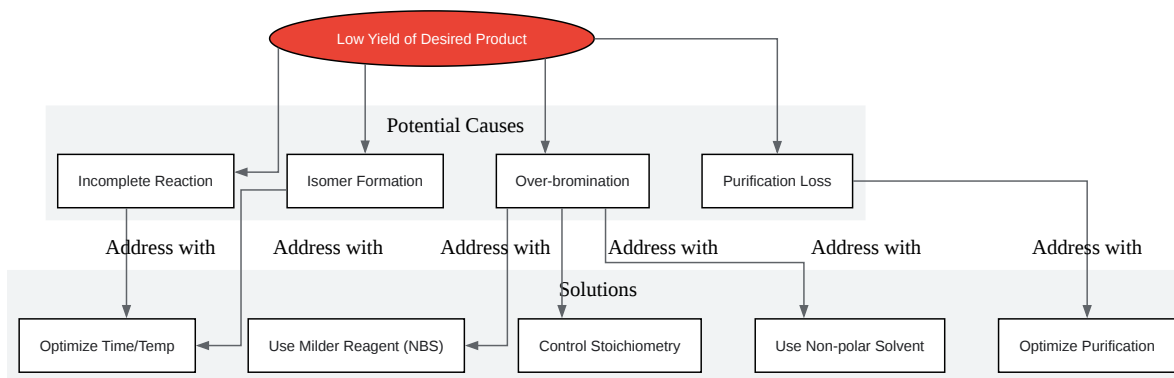 Low Yield of Desired Product
Potential Causes
Incomplete Reaction
Isomer Formation
Over-bromination
Purification Loss
Address with
Address with
Address with
Address with
Address with
Address with
Solutions
Optimize Time/Temp
Use Milder Reagent (NBS)
Control Stoichiometry
Use Non-polar Solvent
Optimize Purification